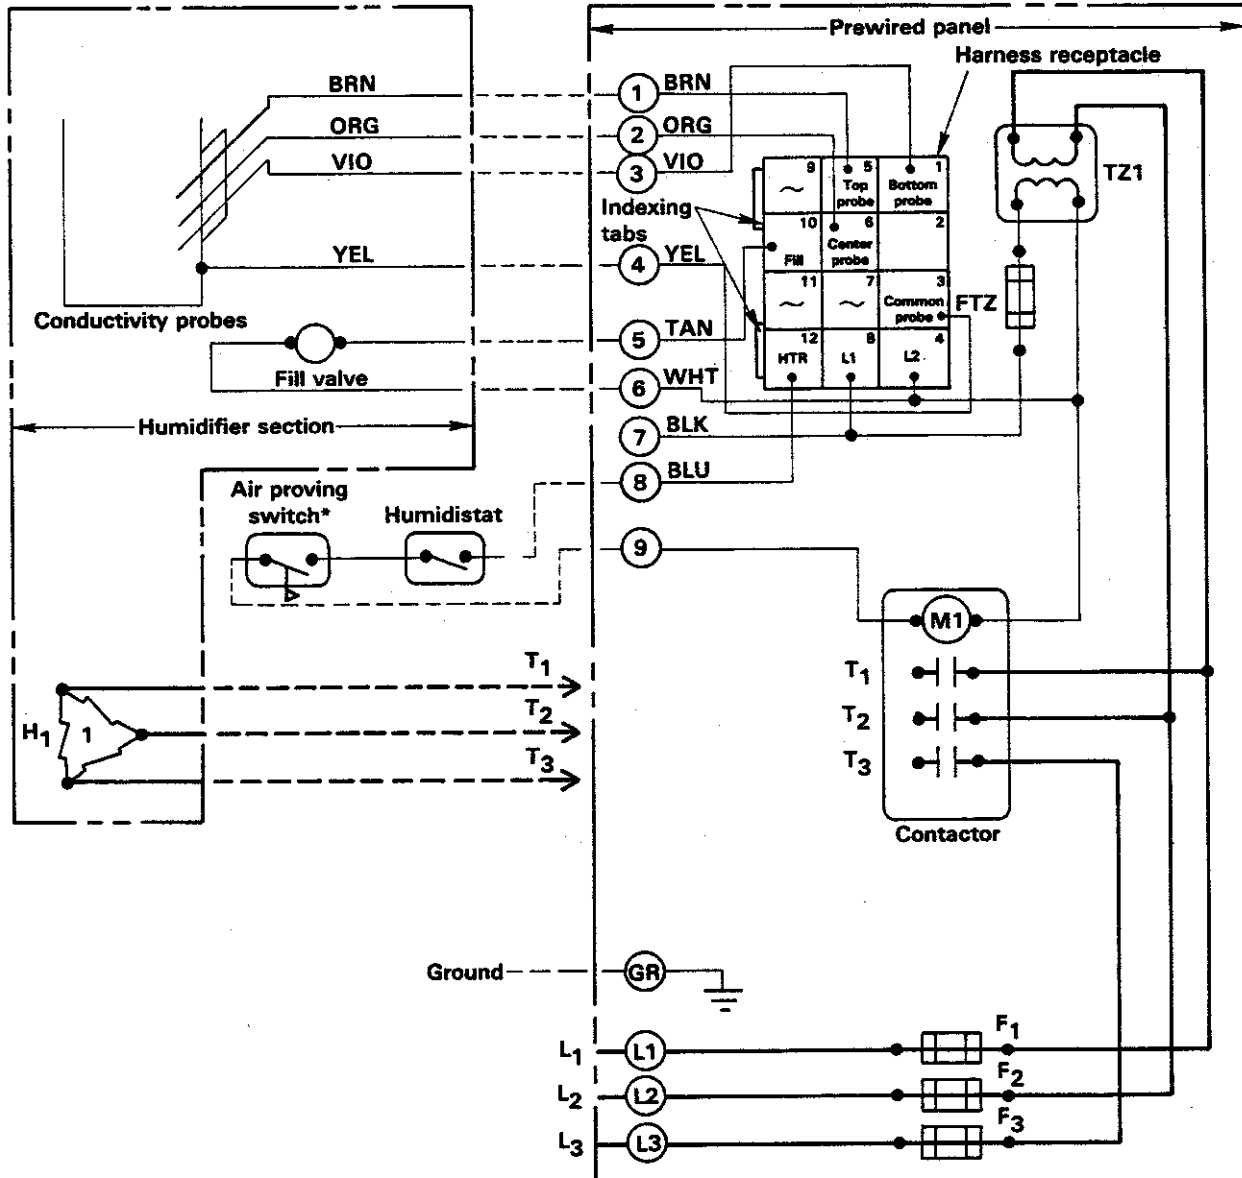 Prewired panel
Harness receptacle
BRN
1
BRN
ORG
2
ORG
VIO
3
VIO
TZ1
9
5
1
Top
probe
Bottom
probe
Indexing
tabs
10
6
2
Fill
Center
probe
YEL
4
YEL
11
7
3
Common
probe
FTZ
Conductivity probes
5
TAN
12
8
4
HTR
L1
L2
Fill valve
6
WHT
Humidifier section
7
BLK
8
BLU
Air proving
switch*
Humidistat
9
M1
T1
T1
T2
T2
T3
T3
H1
1
Contactor
Ground
GR
L1
L1
F1
L2
L2
F2
L3
L3
F3